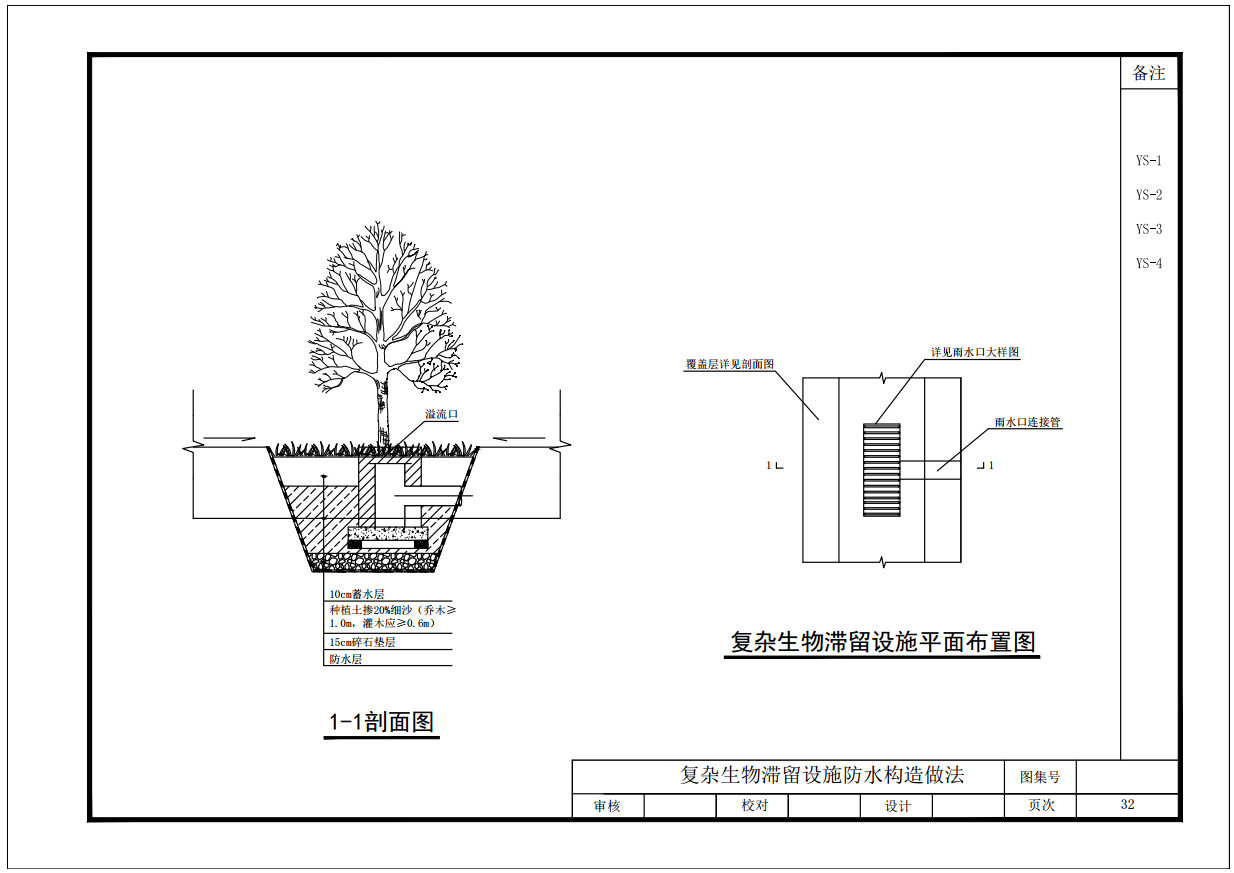 备注
YS-1
YS-2
YS-3
YS-4
详见雨水口大样图
覆盖层详见剖面图
溢流口
雨水口连接管
1
1
10cm蓄水层
种植土掺20%细沙（乔木≥
1.0m，灌木应≥0.6m）
15cm碎石垫层
防水层
复杂生物滞留设施平面布置图
1-1剖面图
复杂生物滞留设施防水构造做法
图集号
审核
校对
设计
页次
32